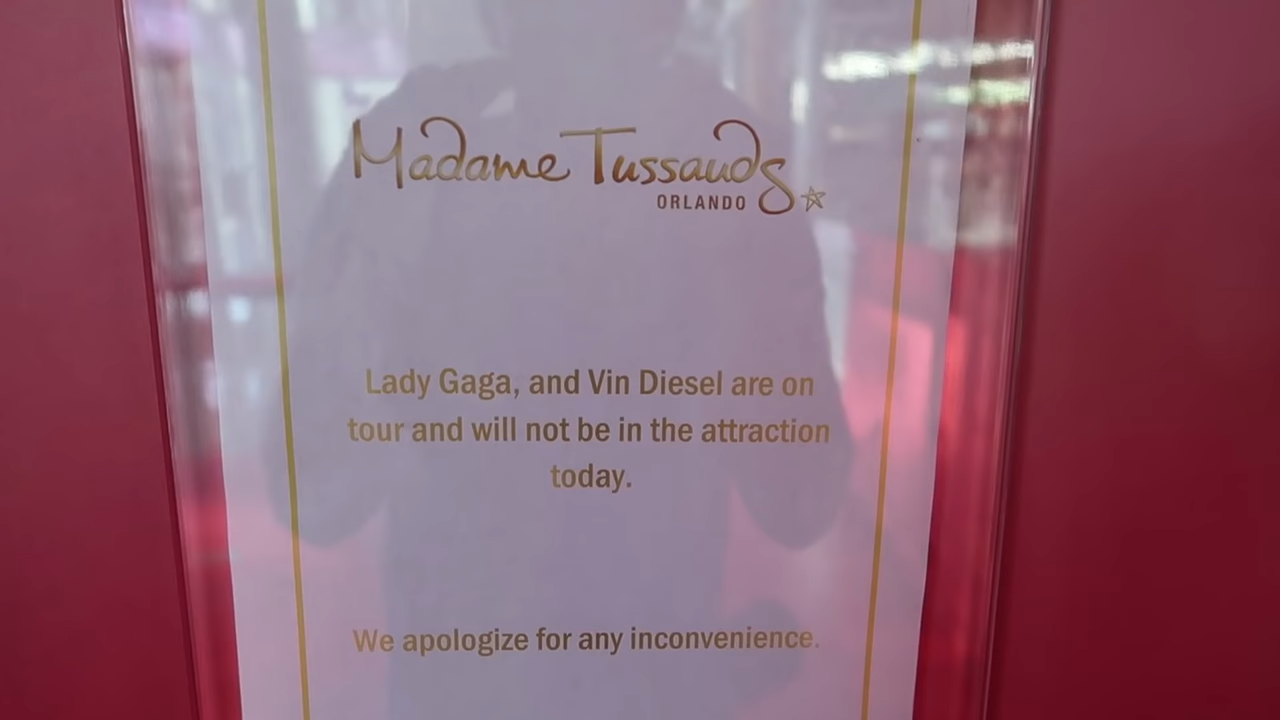 Madame Tussauds
ORLANDO
Lady Gaga, and Vin Diesel are on
tour and will not be in the attraction
today.
We apologize for any inconvenience.